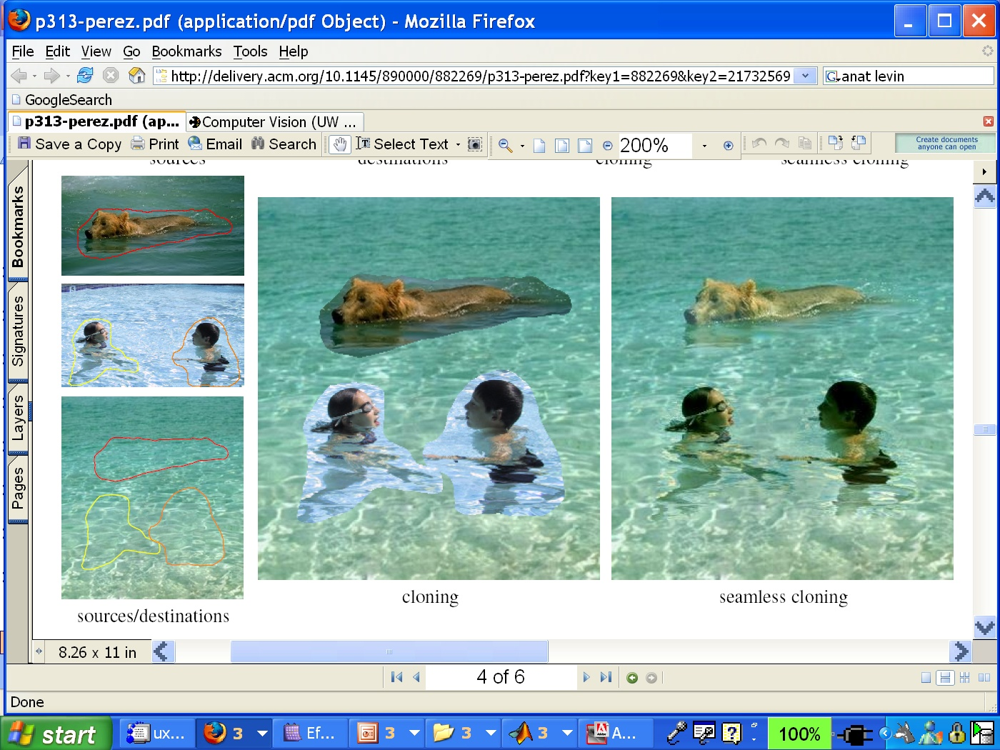 p313-perez.pdf (application/pdf Object) - Mozilla Firefox
File Edit View Go Bookmarks Tools Help
http://delivery.acm.org/10.1145/890000/882269/p313-perez.pdf?key1=882269&key2=21732569
anat levin
GoogleSearch
p313-perez.pdf (ap...
Computer Vision (UW ...
Save a Copy Print Email Search Select Text 200%
Create documents
anyone can open
sources destinations cloning seamless cloning
Bookmarks
Signatures
Layers
Pages
cloning
seamless cloning
sources/destinations
8.26 x 11 in
4 of 6
Done
start ux... 3 Ef... 3 3 3 A... 100%